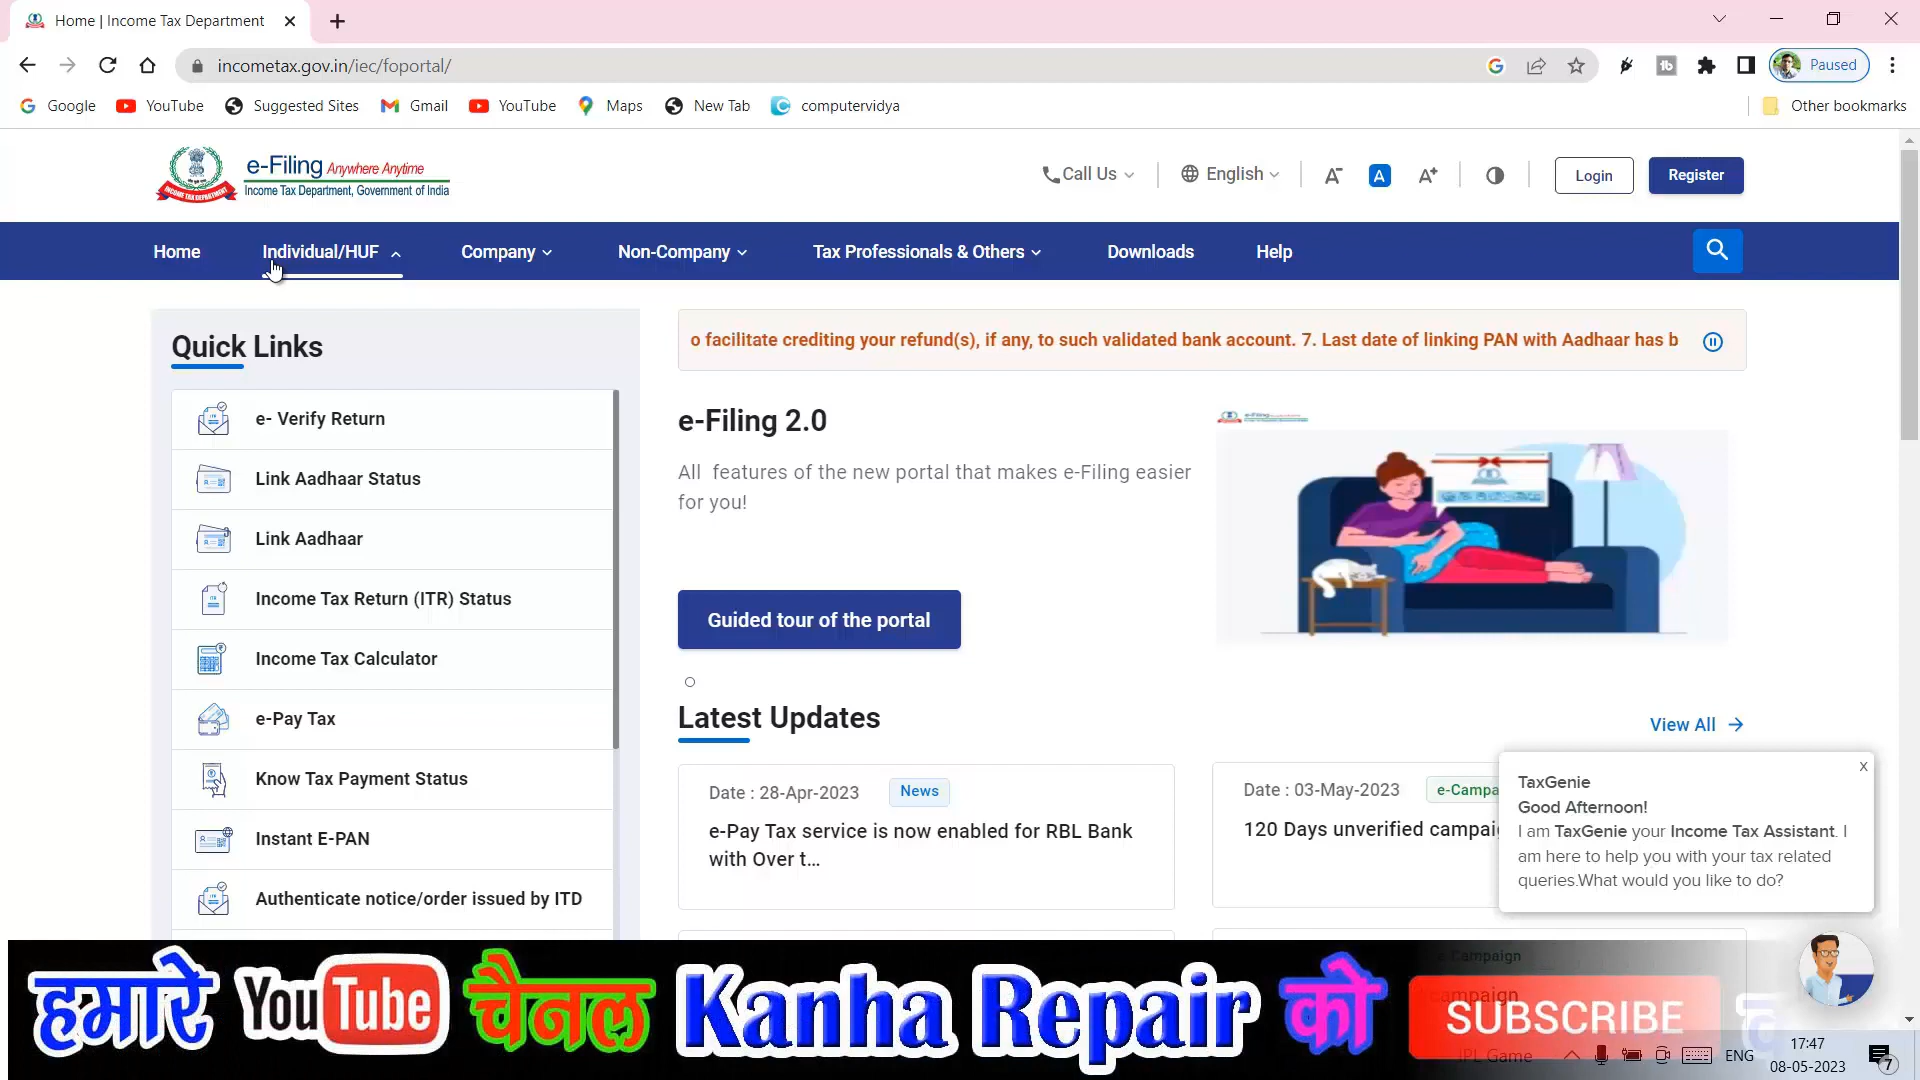 Home | Income Tax Department
incometax.gov.in/iec/foportal/
Paused
Google YouTube Suggested Sites Gmail YouTube Maps New Tab computervidya Other bookmarks
e-Filing Anywhere Anytime
Income Tax Department, Government of India
Call Us English A- A A+ Login Register
Home Individual/HUF Company Non-Company Tax Professionals & Others Downloads Help
Quick Links
e- Verify Return
Link Aadhaar Status
Link Aadhaar
Income Tax Return (ITR) Status
Income Tax Calculator
e-Pay Tax
Know Tax Payment Status
Instant E-PAN
Authenticate notice/order issued by ITD
o facilitate crediting your refund(s), if any, to such validated bank account. 7. Last date of linking PAN with Aadhaar has b
e-Filing 2.0
All features of the new portal that makes e-Filing easier
for you!
Guided tour of the portal
Latest Updates
View All
Date : 28-Apr-2023 News
e-Pay Tax service is now enabled for RBL Bank
with Over t...
Date : 03-May-2023 e-Campa
120 Days unverified campaig
x
TaxGenie
Good Afternoon!
I am TaxGenie your Income Tax Assistant. I
am here to help you with your tax related
queries.What would you like to do?
e-Campaign
campaign
हमारे YouTube चैनल Kanha Repair को SUBSCRIBE
IPL Game ENG
17:47
08-05-2023
7